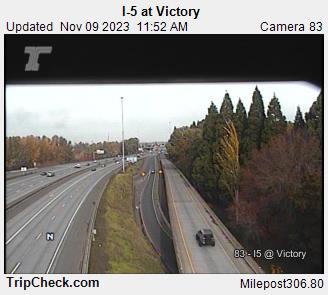 I-5 at Victory
Updated Nov 09 2023 11:52 AM Camera 83
T
N
83 - I5 @ Victory
TripCheck.com Milepost306.80